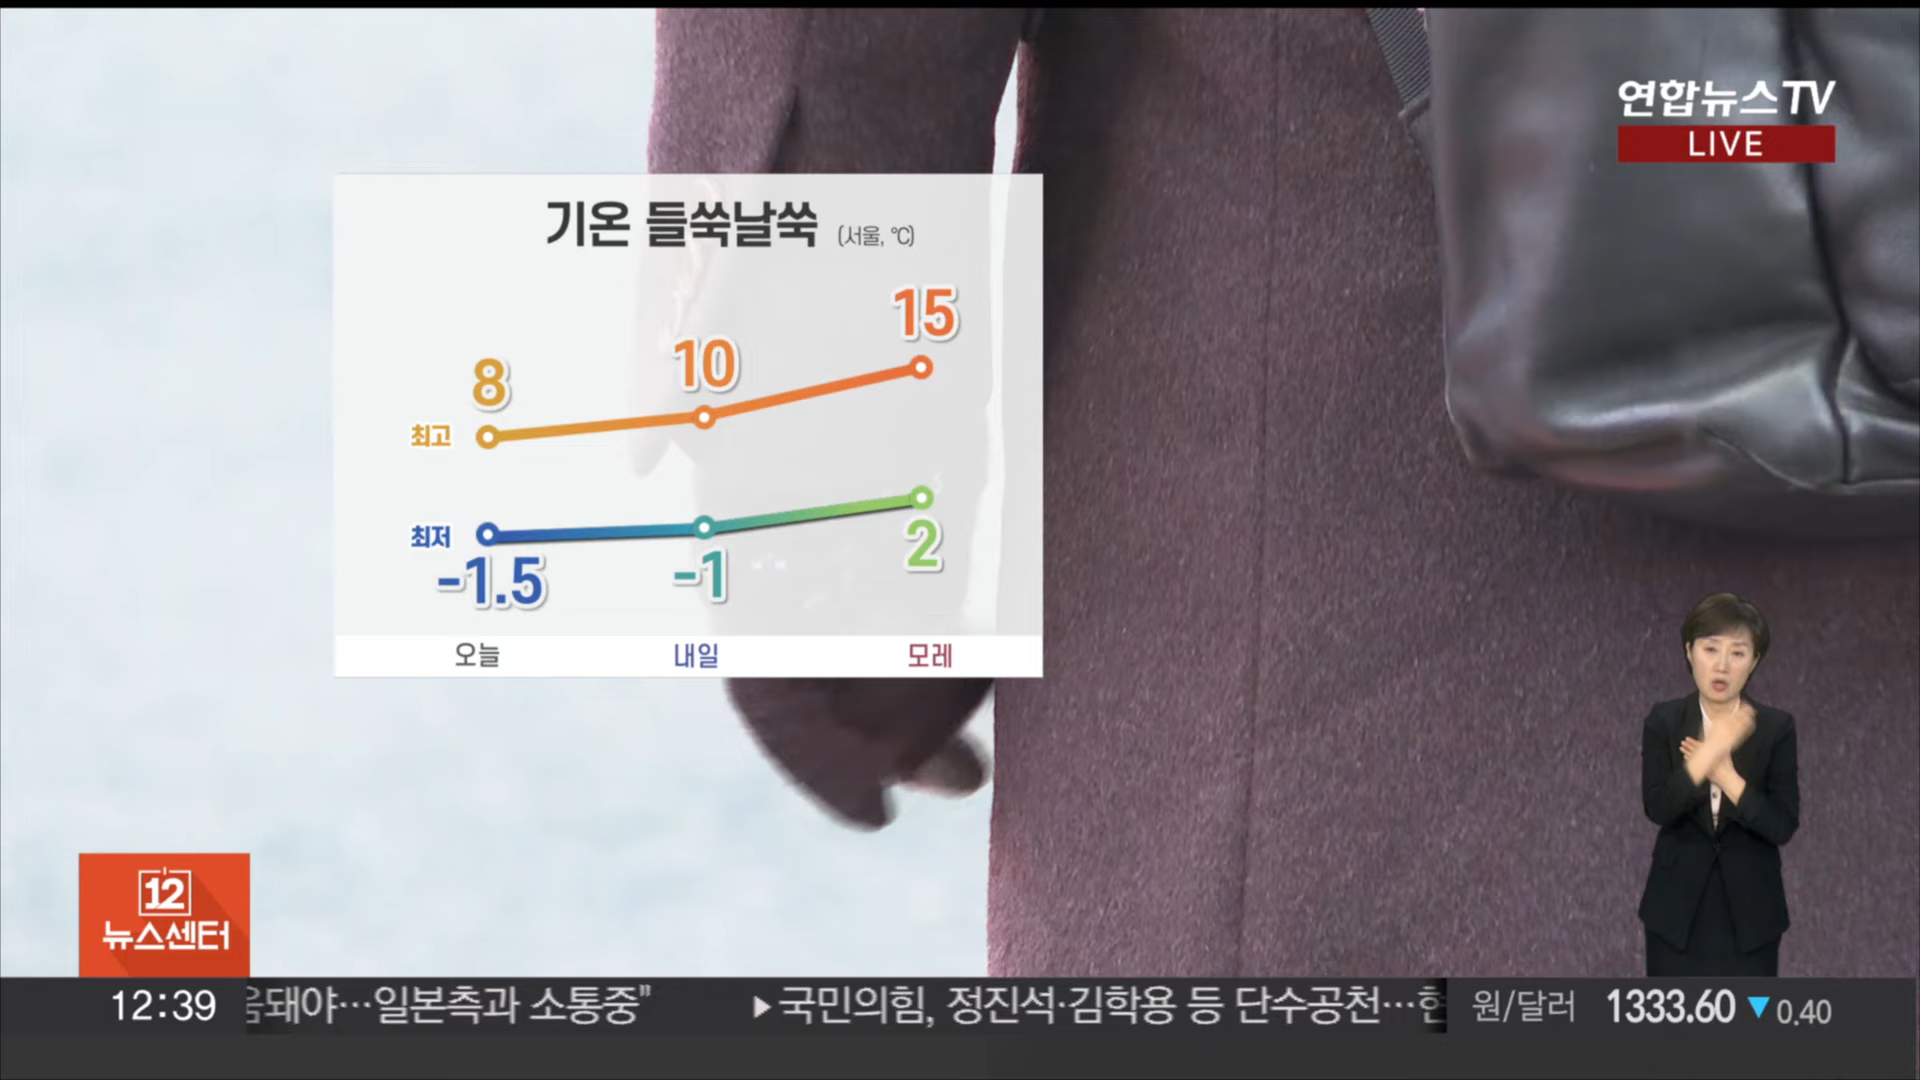 연합뉴스TV
LIVE
기온 들쑥날쑥 (서울, ℃)
15
10
8
최고
최저
-1.5
-1
2
오늘 내일 모레
12
뉴스센터
12:39 일본측과 소통중" ▶국민의힘, 정진석·김학용 등 단수공천… 원/달러 1333.60 ▼0.40